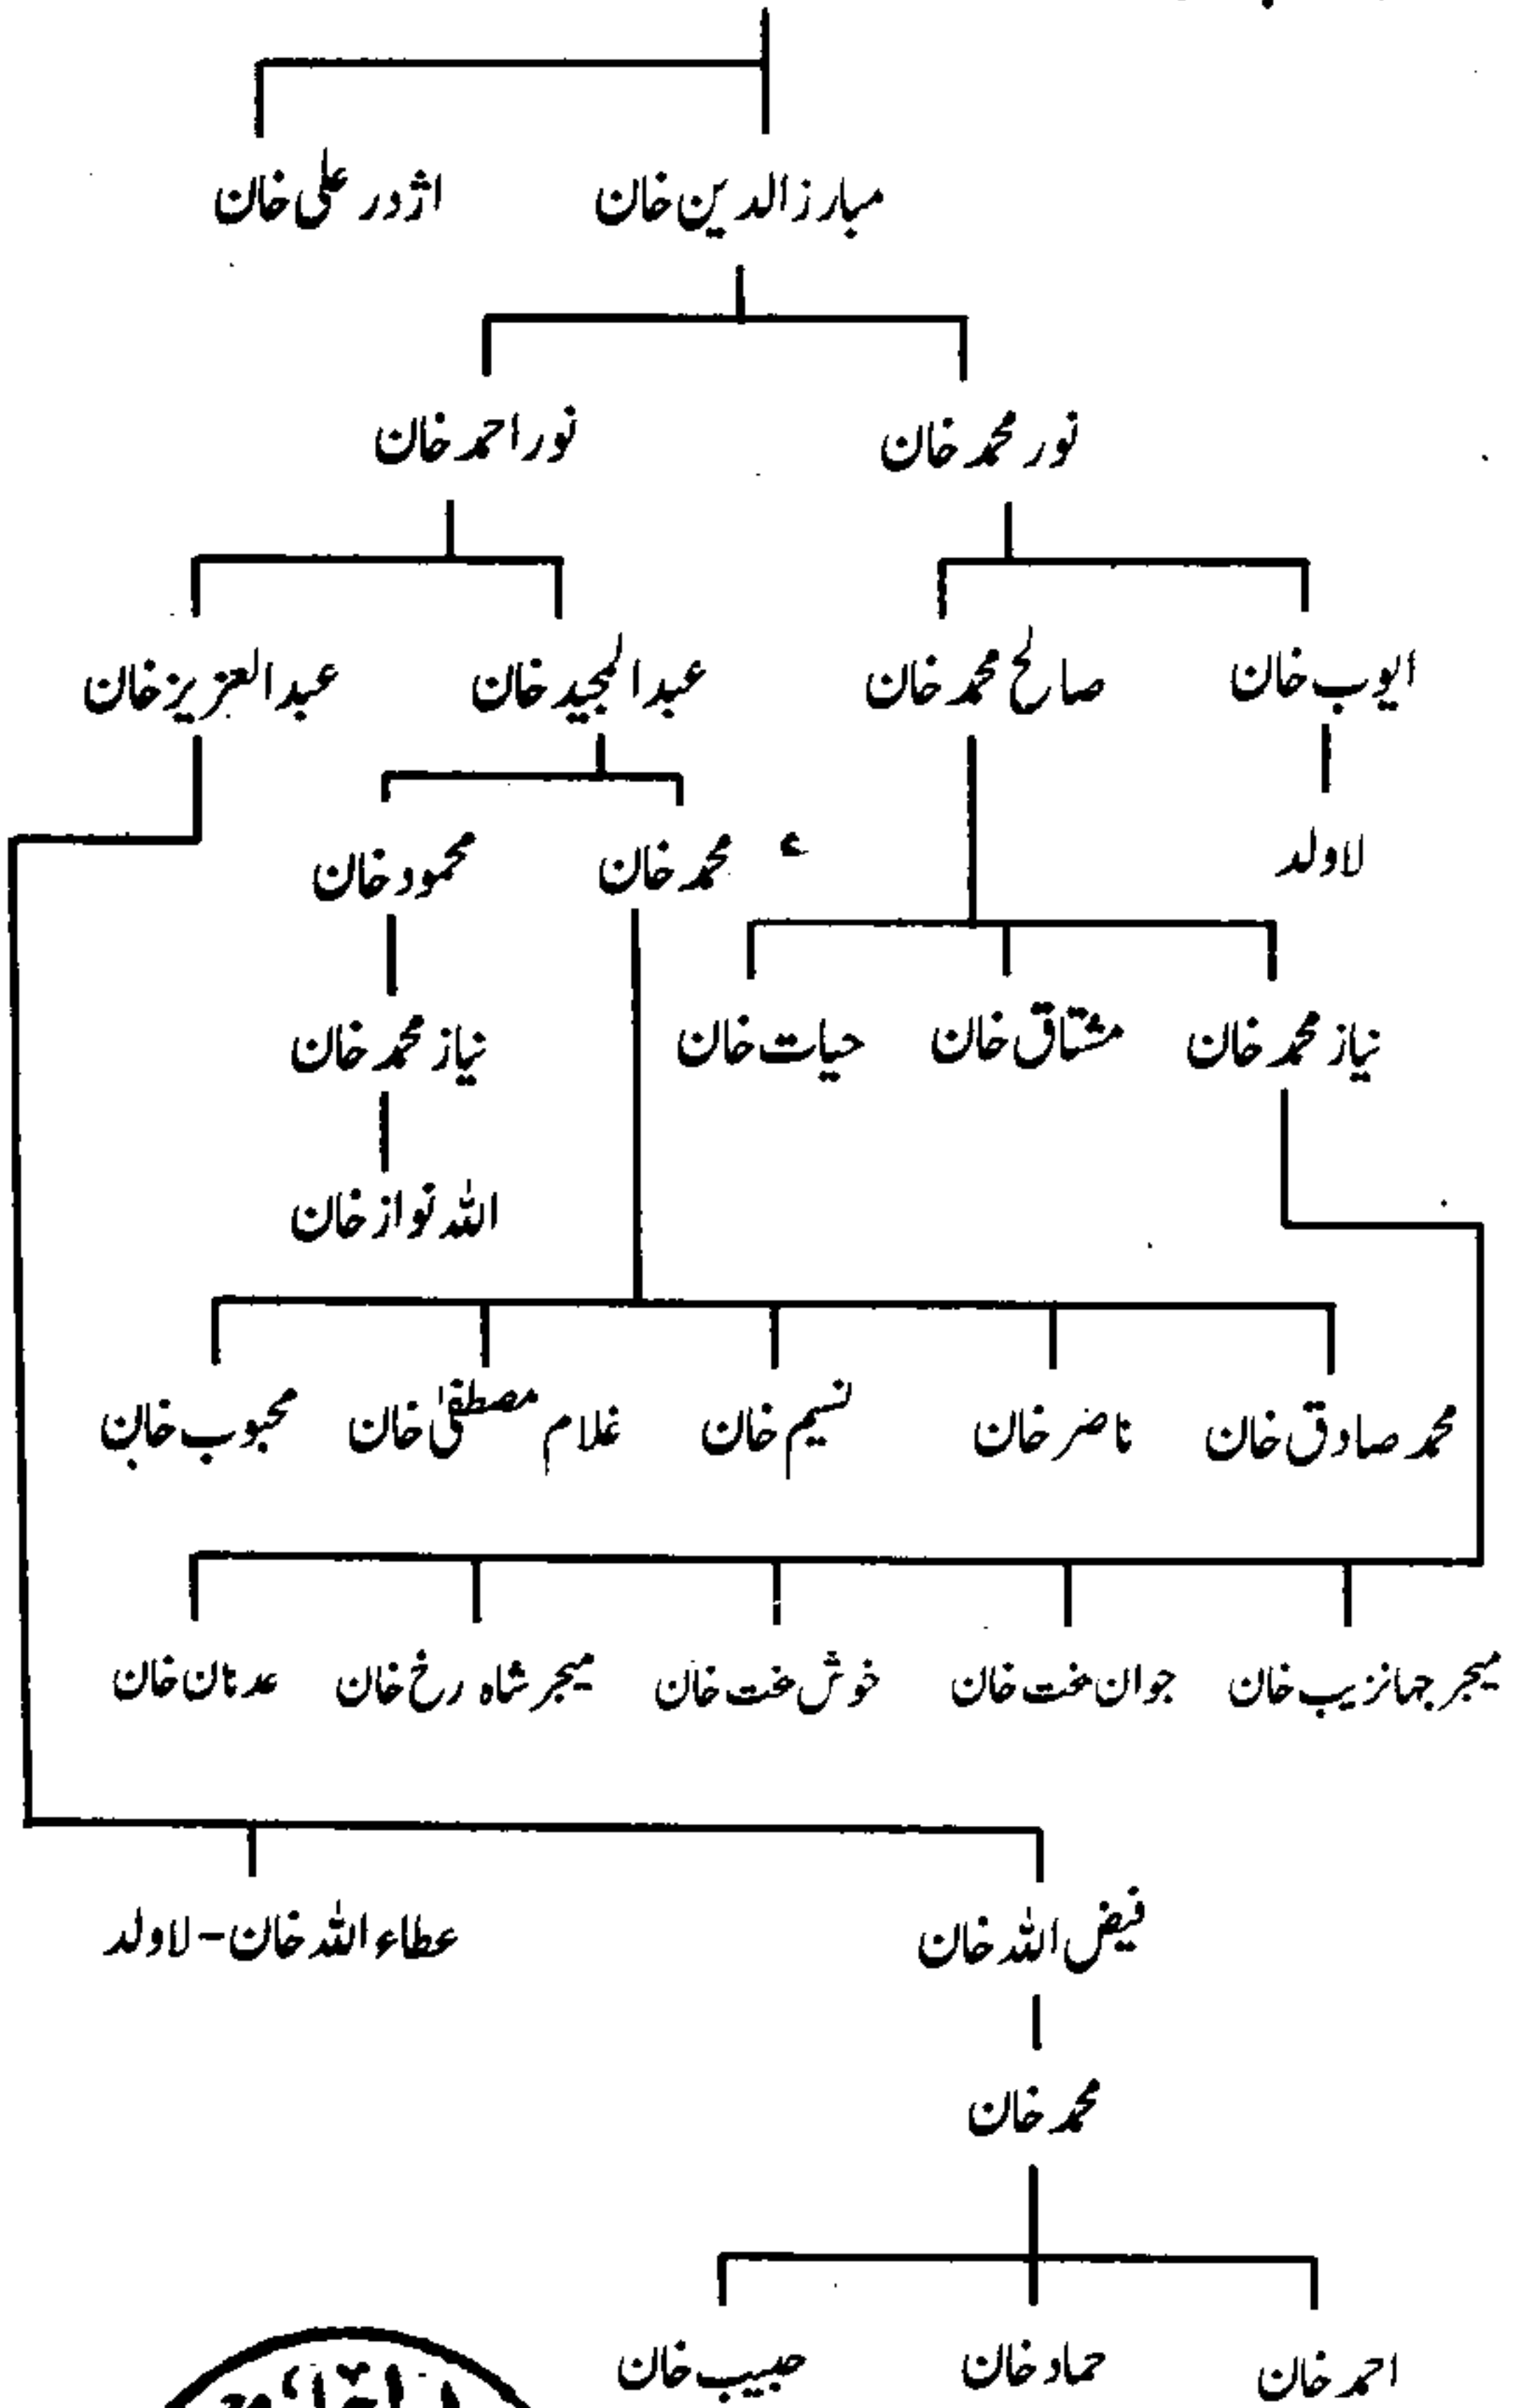 مبارزالدین خان اژدر علی خان
نور محمد خان نور احمد خان
ایوب خان صالح محمد خان عبدالمجید خان عبدالعزیز خان
لاولد محمد خان محمود خان
نیاز محمد خان مشتاق خان حیات خان نیاز محمد خان
اللہ نواز خان
محمد صادق خان ناصر خان نسیم خان غلام مصطفیٰ خان محبوب خان
میجر جہانزیب خان جوان بخت خان خوش بخت خان میجر شاہ رخ خان عدنان خان
فیض اللہ خان عطاء اللہ خان - لاولد
محمد خان
احمد خان حماد خان حبیب خان